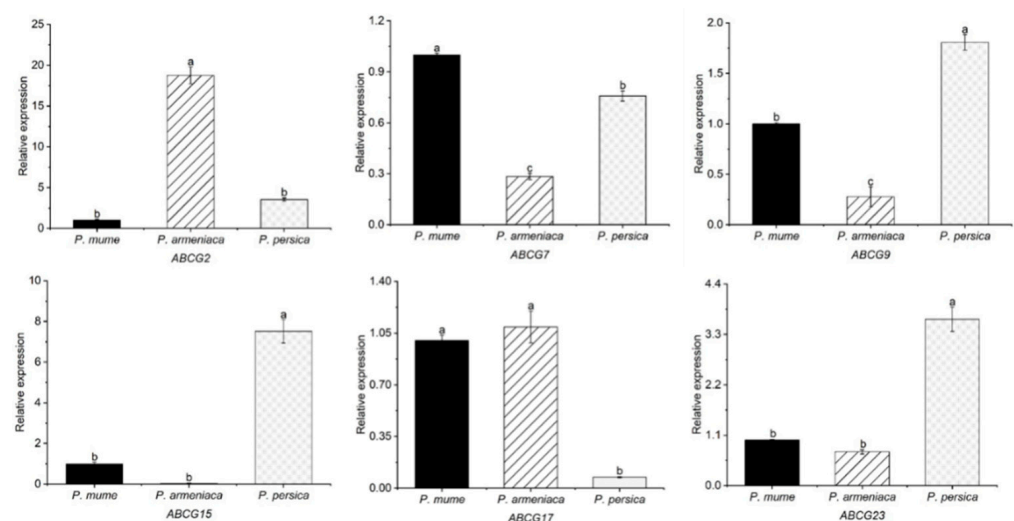 Relative expression
25
20
15
10
5
0
b
a
b
P. mume P. armeniaca P. persica
ABCG2
Relative expression
1.2
0.9
0.6
0.3
0.0
a
c
b
P. mume P. armeniaca P. persica
ABCG7
Relative expression
2.0
1.5
1.0
0.5
0.0
b
c
a
P. mume P. armeniaca P. persica
ABCG9
Relative expression
10
8
6
4
2
0
b
b
a
P. mume P. armeniaca P. persica
ABCG15
Relative expression
1.40
1.05
0.70
0.35
0.00
a
a
b
P. mume P. armeniaca P. persica
ABCG17
Relative expression
4.4
3.3
2.2
1.1
0.0
b
b
a
P. mume P. armeniaca P. persica
ABCG23